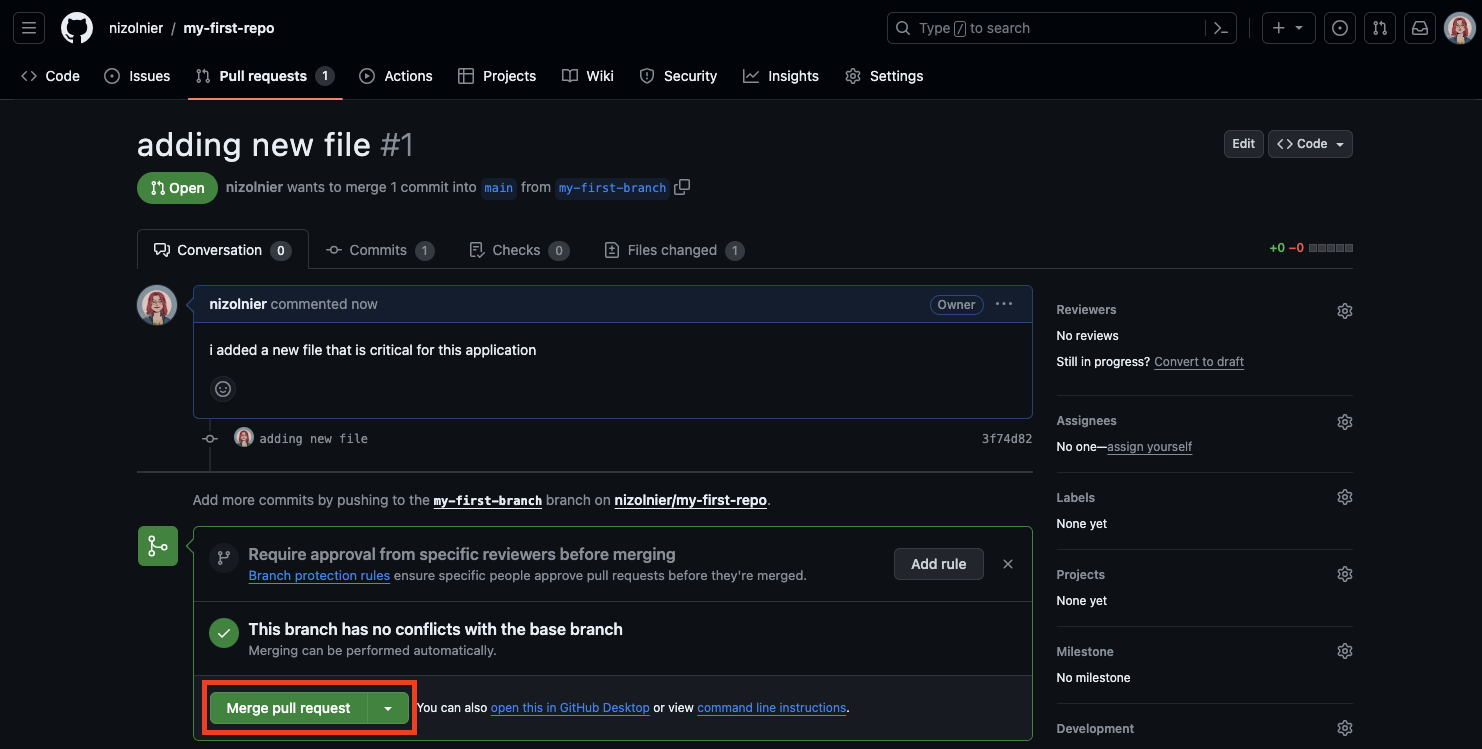 nizolnier / my-first-repo
Type / to search
Code Issues Pull requests 1 Actions Projects Wiki Security Insights Settings
adding new file #1
Edit
Code
Open nizolnier wants to merge 1 commit into main from my-first-branch
Conversation 0 Commits 1 Checks 0 Files changed 1
+0 −0
nizolnier commented now
Owner
i added a new file that is critical for this application
adding new file
3f74d82
Add more commits by pushing to the my-first-branch branch on nizolnier/my-first-repo.
Require approval from specific reviewers before merging
Branch protection rules ensure specific people approve pull requests before they're merged.
Add rule
This branch has no conflicts with the base branch
Merging can be performed automatically.
Merge pull request
You can also open this in GitHub Desktop or view command line instructions.
Reviewers
No reviews
Still in progress? Convert to draft
Assignees
No one—assign yourself
Labels
None yet
Projects
None yet
Milestone
No milestone
Development